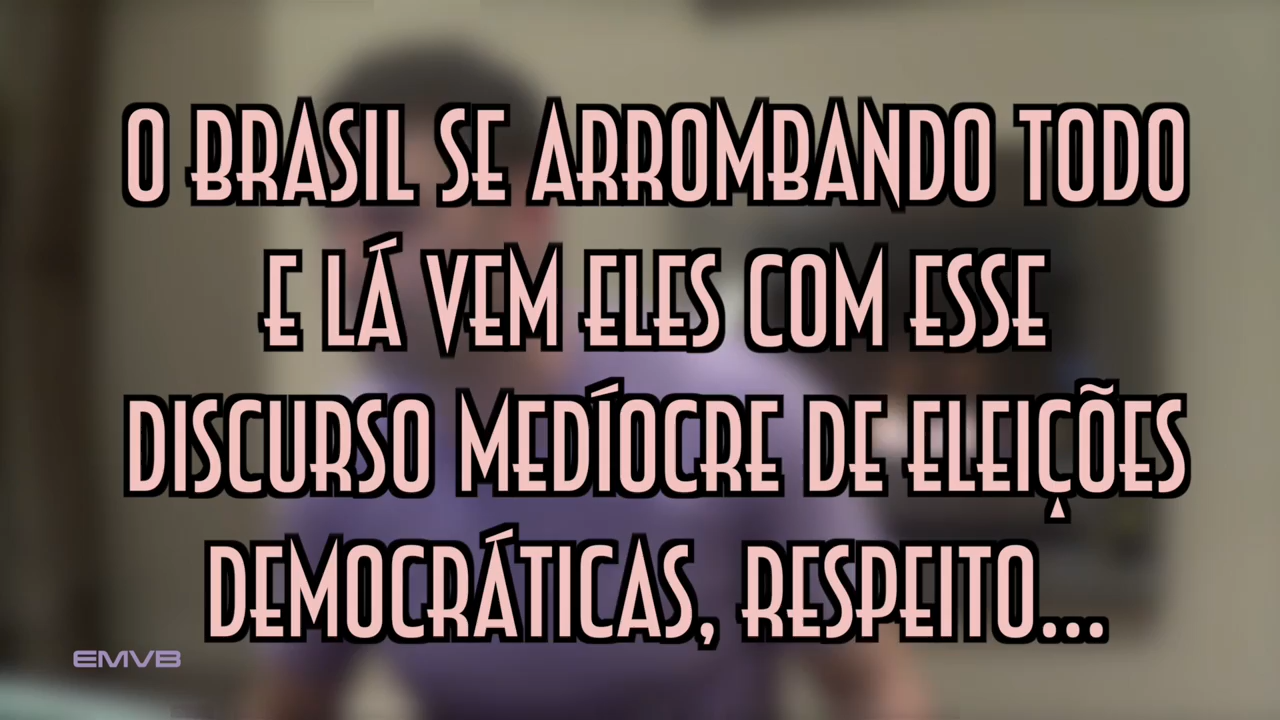 O BRASIL SE ARROMBANDO TODO
E LÁ VEM ELES COM ESSE
DISCURSO MEDÍOCRE DE ELEIÇÕES
DEMOCRÁTICAS, RESPEITO...
EMVB